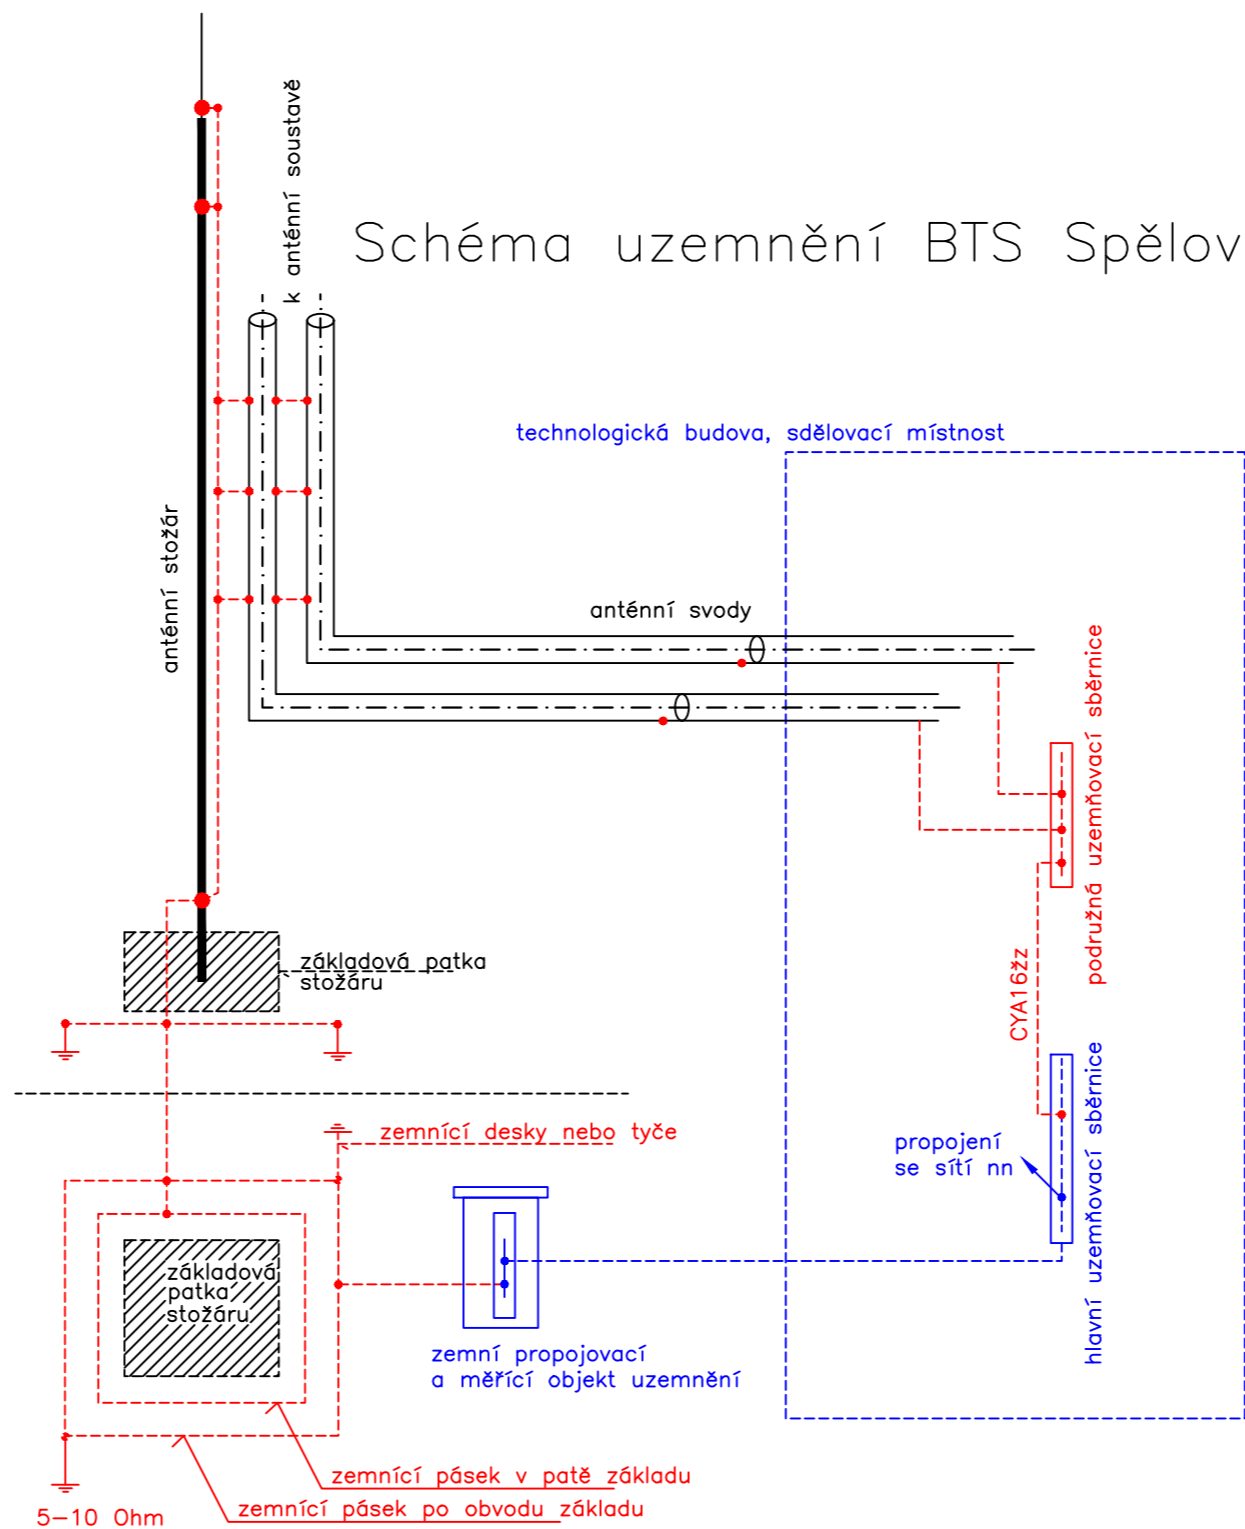 k anténní soustavě
Schéma uzemnění BTS Spělov
technologická budova, sdělovací místnost
anténní stožár
anténní svody
podružná uzemňovací sběrnice
základová patka
stožáru
CYA16žz
zemnící desky nebo tyče
propojení
se sítí nn
hlavní uzemňovací sběrnice
základová
patka
stožáru
zemní propojovací
a měřící objekt uzemnění
zemnící pásek v patě základu
zemnící pásek po obvodu základu
5-10 Ohm